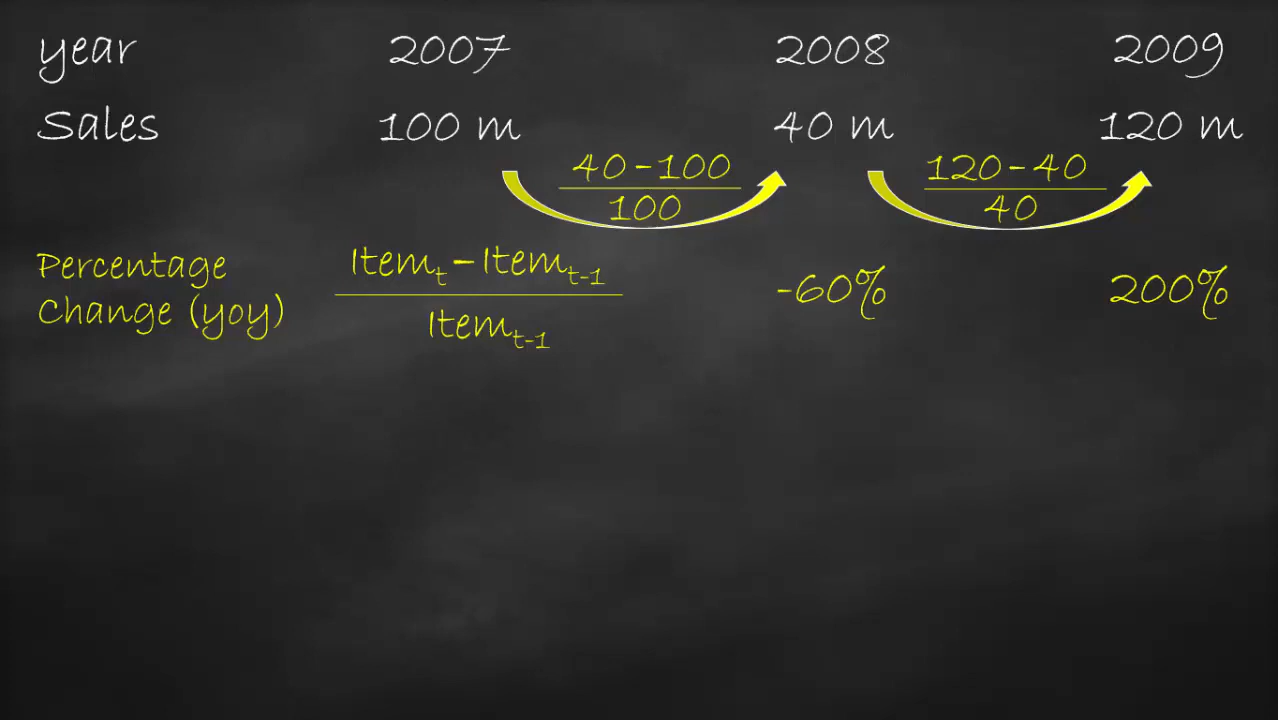 year 2007 2008 2009
Sales 100 m 40 m 120 m
40-100 120-40
100 40
Percentage Itemt-Itemt-1
Change (yoy) Itemt-1 -60% 200%